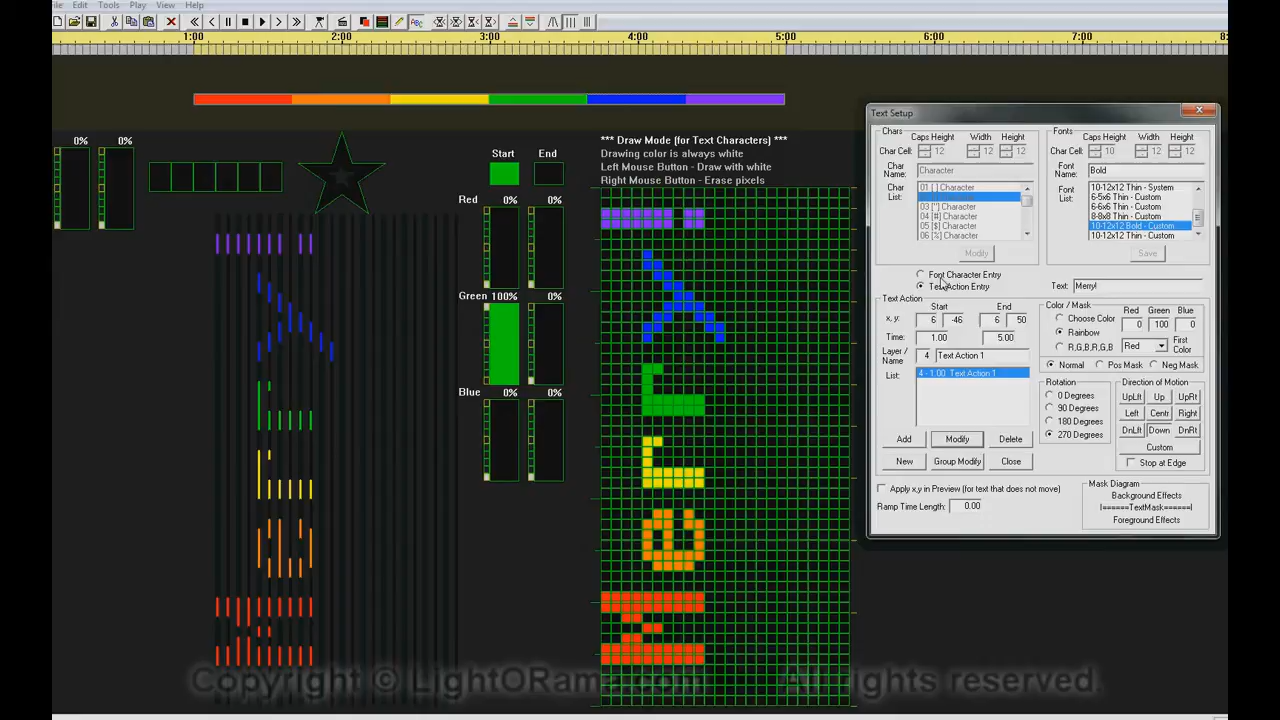 Edit Tools Play View Help
1:00 2:00 3:00 4:00 5:00 6:00 7:00
0% 0%
*** Draw Mode (for Text Characters) ***
Drawing color is always white
Left Mouse Button - Draw with white
Right Mouse Button - Erase pixels
Start End
Red 0% 0%
Green 100% 0%
Blue 0% 0%
Merry!
Text Setup
Chars
Caps Height Width Height
Char Cell: 12 12 12
Char Name: Character
Char List:
01 [ ] Character
03 ["] Character
04 [#] Character
05 [$] Character
06 [%] Character
Modify
Fonts
Caps Height Width Height
10 12 12
Font Name: Bold
Font List:
10-12x12 Thin - System
6-5x6 Thin - Custom
6-6x6 Thin - Custom
8-8x8 Thin - Custom
10-12x12 Bold - Custom
10-12x12 Thin - Custom
Save
Font Character Entry
Text Action Entry
Text: Merry!
Text Action
Start End
x, y: 6 -46 6 50
Time: 1.00 5.00
Layer / Name 4 Text Action 1
List: 4 - 1.00 Text Action 1
Add Modify Delete
New Group Modify Close
Color / Mask
Red Green Blue
Choose Color 0 100 0
Rainbow
R,G,B,R,G,B Red First Color
Normal Pos Mask Neg Mask
Rotation
0 Degrees
90 Degrees
180 Degrees
270 Degrees
Direction of Motion
UpLft Up UpRt
Left Centr Right
DnLft Down DnRt
Custom
Stop at Edge
Apply x,y in Preview (for text that does not move)
Ramp Time Length: 0.00
Mask Diagram
Background Effects
|======TextMask======|
Foreground Effects
Copyright © LightORama.com All rights reserved.